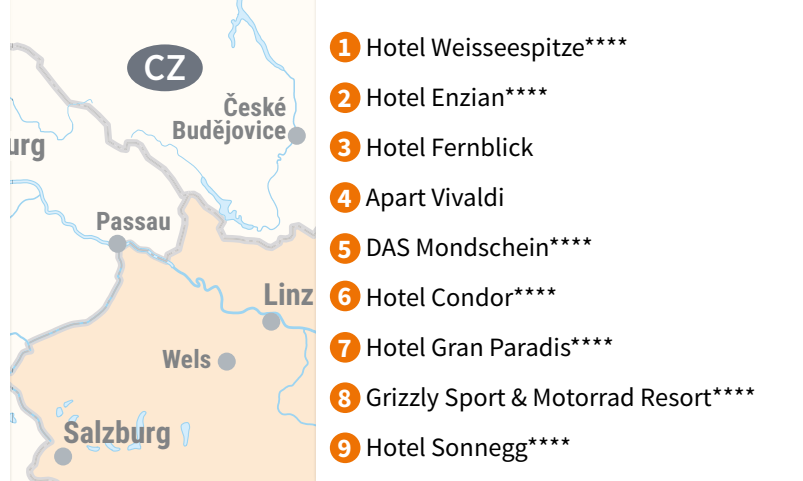 CZ
České
Budějovice
urg
Passau
Linz
Wels
Salzburg
1 Hotel Weisseespitze****
2 Hotel Enzian****
3 Hotel Fernblick
4 Apart Vivaldi
5 DAS Mondschein****
6 Hotel Condor****
7 Hotel Gran Paradis****
8 Grizzly Sport & Motorrad Resort****
9 Hotel Sonnegg****